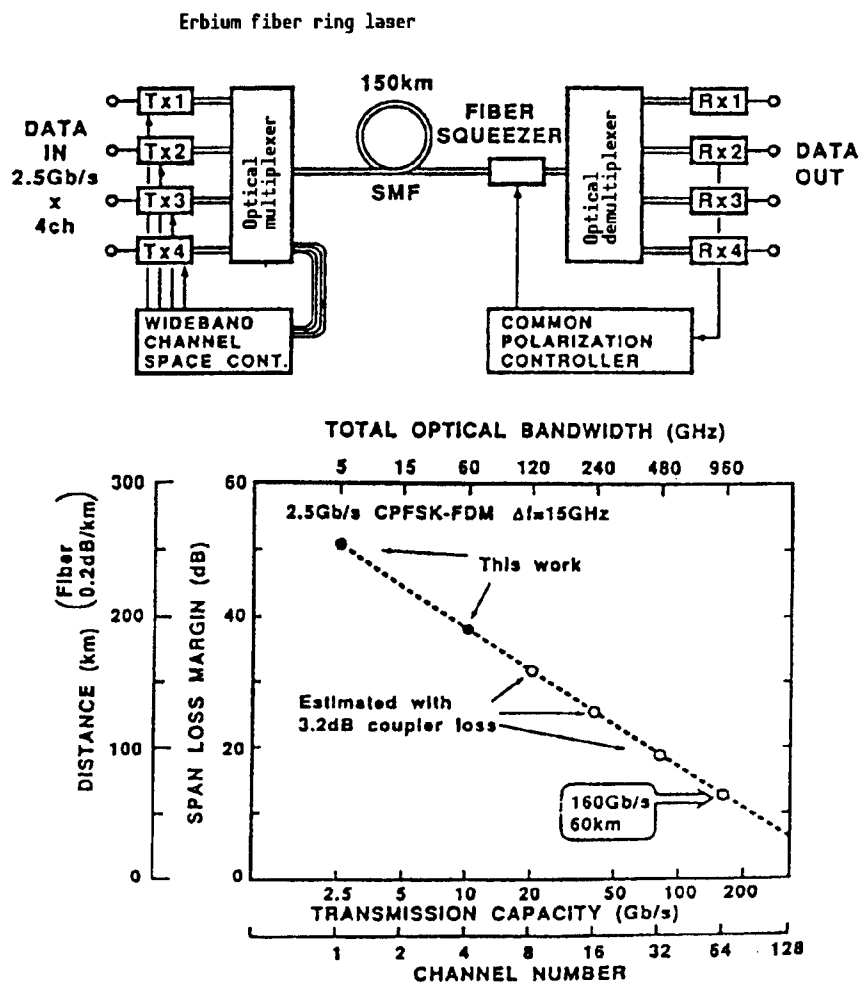 Erbium fiber ring laser
150km
FIBER
SQUEEZER
SMF
DATA
IN
2.5Gb/s
x
4ch
Tx1
Tx2
Tx3
Tx4
Optical
multiplexer
Optical
demultiplexer
Rx1
Rx2
Rx3
Rx4
DATA
OUT
WIDEBAND
CHANNEL
SPACE CONT.
COMMON
POLARIZATION
CONTROLLER
TOTAL OPTICAL BANDWIDTH (GHz)
5 15 60 120 240 480 960
2.5Gb/s CPFSK-FDM Δf=15GHz
This work
Estimated with
3.2dB coupler loss
160Gb/s
60km
DISTANCE (km) (Fiber 0.2dB/km)
300
200
100
0
SPAN LOSS MARGIN (dB)
60
40
20
0
2.5 5 10 20 50 100 200
TRANSMISSION CAPACITY (Gb/s)
1 2 4 8 16 32 64 128
CHANNEL NUMBER